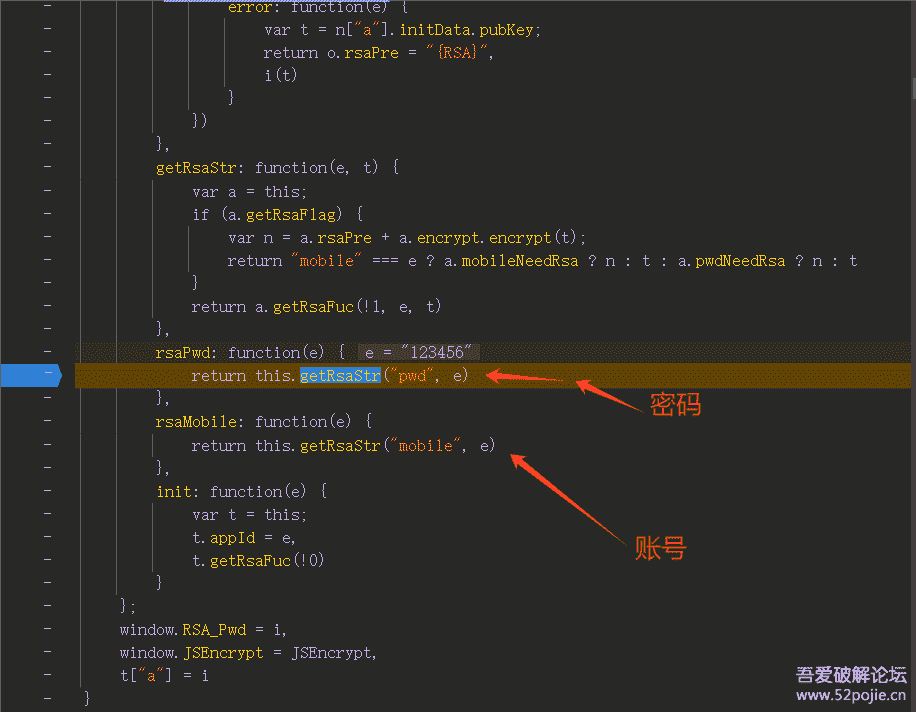 error: function(e) {
var t = n["a"].initData.pubKey;
return o.rsaPre = "{RSA}",
i(t)
}
})
},
getRsaStr: function(e, t) {
var a = this;
if (a.getRsaFlag) {
var n = a.rsaPre + a.encrypt.encrypt(t);
return "mobile" === e ? a.mobileNeedRsa ? n : t : a.pwdNeedRsa ? n : t
}
return a.getRsaFuc(!1, e, t)
},
rsaPwd: function(e) { e = "123456"
return this.getRsaStr("pwd", e)
密码
},
rsaMobile: function(e) {
return this.getRsaStr("mobile", e)
},
init: function(e) {
var t = this;
t.appId = e,
账号
t.getRsaFuc(!0)
}
};
window.RSA_Pwd = i,
window.JSEncrypt = JSEncrypt,
t["a"] = i
}
吾爱破解论坛
www.52pojie.cn